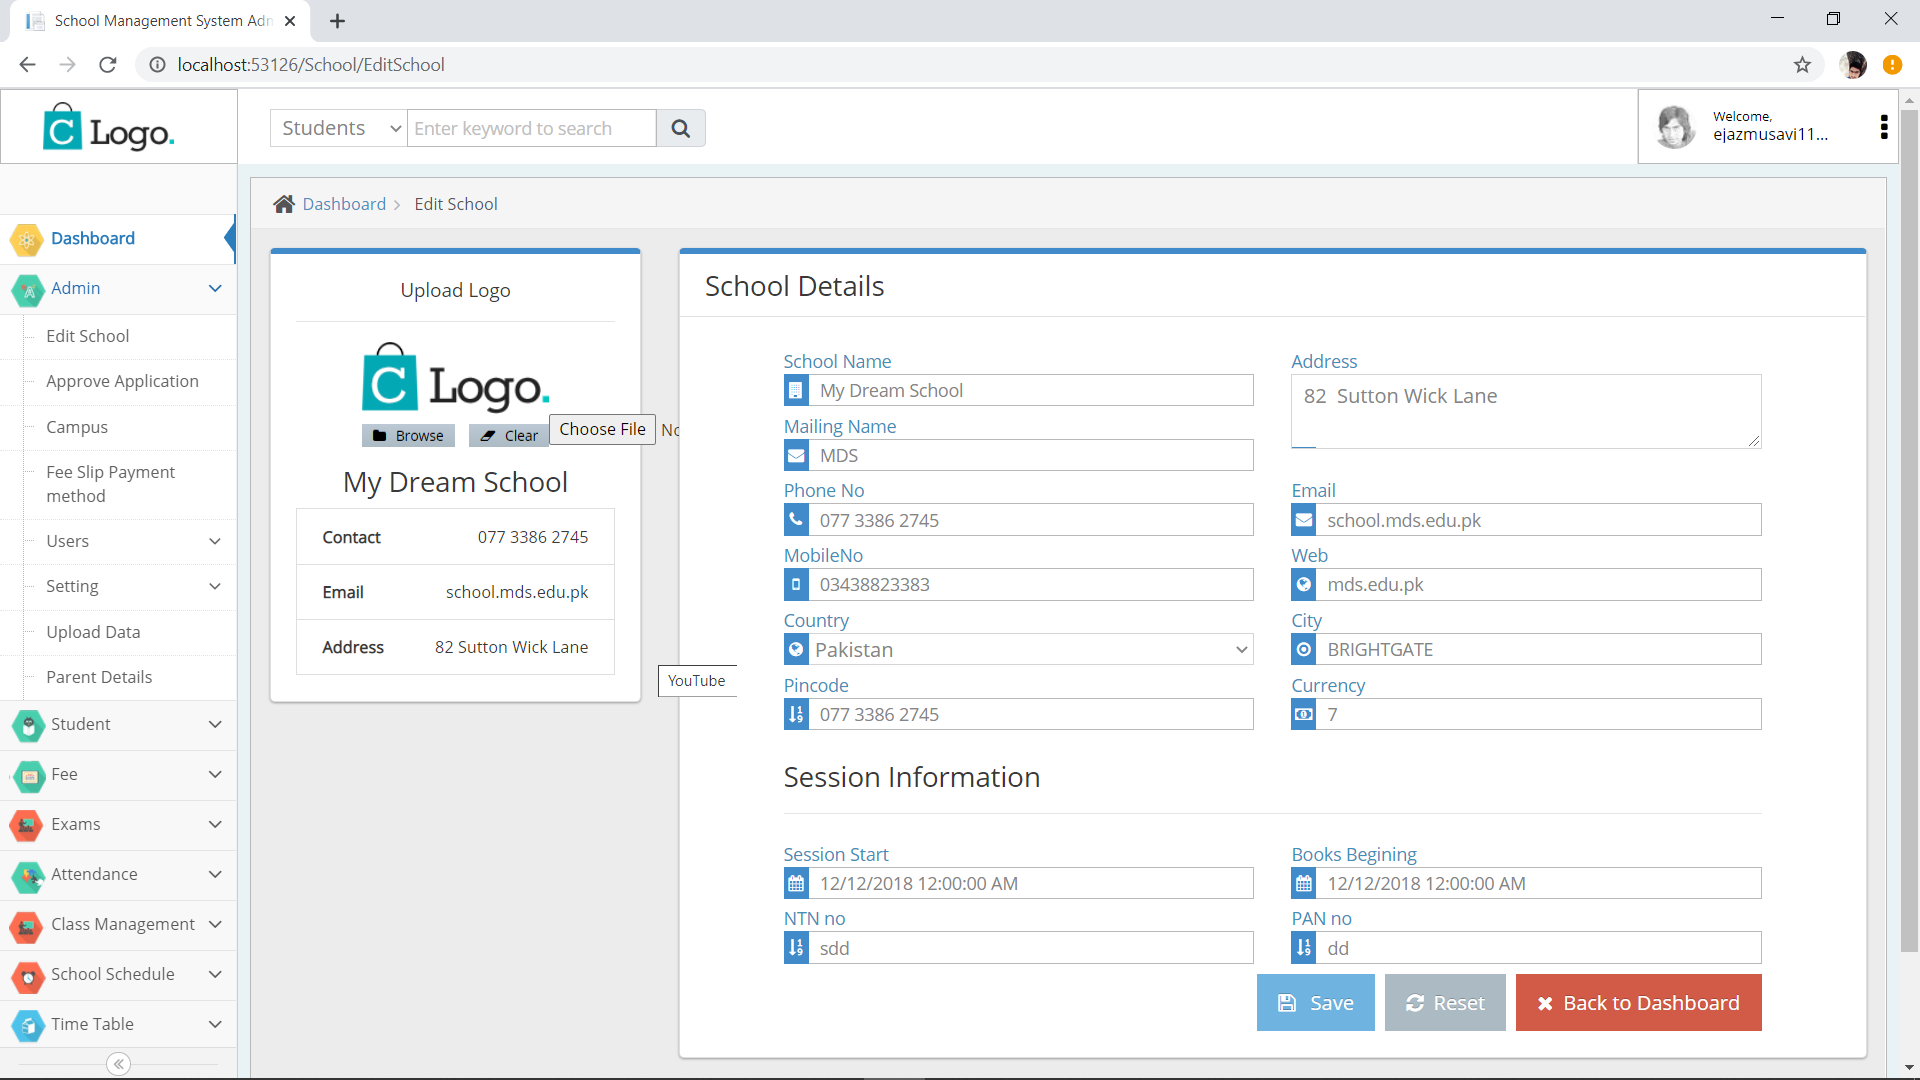 School Management System Adm
localhost:53126/School/EditSchool
C Logo.
Students
Enter keyword to search
Welcome,
ejazmusavi11...
Dashboard
Edit School
Dashboard
Admin
Edit School
Approve Application
Campus
Fee Slip Payment
method
Users
Setting
Upload Data
Parent Details
Student
Fee
Exams
Attendance
Class Management
School Schedule
Time Table
Upload Logo
C Logo.
Browse
Clear
Choose File
No
My Dream School
Contact 077 3386 2745
Email school.mds.edu.pk
Address 82 Sutton Wick Lane
YouTube
School Details
School Name
My Dream School
Address
82 Sutton Wick Lane
Mailing Name
MDS
Phone No
077 3386 2745
Email
school.mds.edu.pk
MobileNo
03438823383
Web
mds.edu.pk
Country
Pakistan
City
BRIGHTGATE
Pincode
077 3386 2745
Currency
7
Session Information
Session Start
12/12/2018 12:00:00 AM
Books Begining
12/12/2018 12:00:00 AM
NTN no
sdd
PAN no
dd
Save
Reset
Back to Dashboard